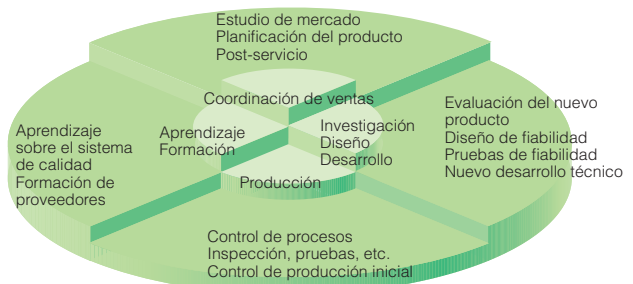 Estudio de mercado
Planificación del producto
Post-servicio
Coordinación de ventas
Aprendizaje
sobre el sistema
de calidad
Formación de
proveedores
Aprendizaje
Formación
Investigación
Diseño
Desarrollo
Evaluación del nuevo
producto
Diseño de fiabilidad
Pruebas de fiabilidad
Nuevo desarrollo técnico
Producción
Control de procesos
Inspección, pruebas, etc.
Control de producción inicial